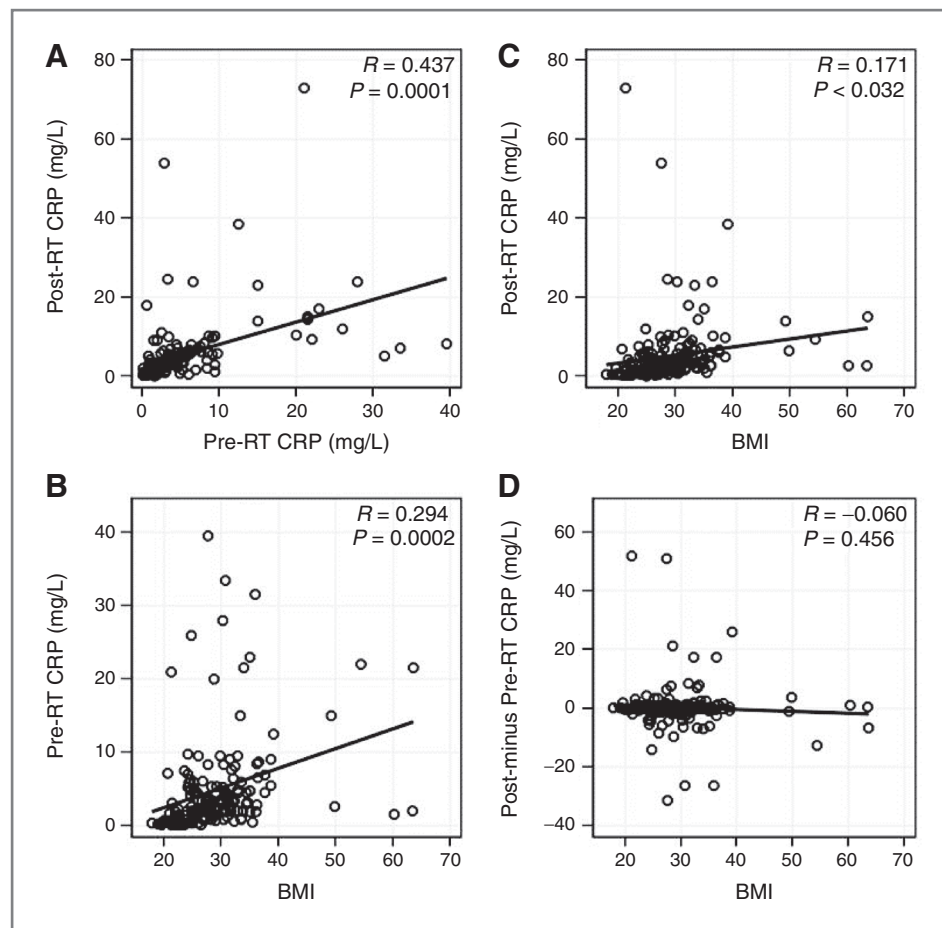 A
R = 0.437
P = 0.0001
Post-RT CRP (mg/L)
80
60
40
20
0
0 10 20 30 40
Pre-RT CRP (mg/L)
C
R = 0.171
P < 0.032
Post-RT CRP (mg/L)
80
60
40
20
0
20 30 40 50 60 70
BMI
B
R = 0.294
P = 0.0002
Pre-RT CRP (mg/L)
40
30
20
10
0
20 30 40 50 60 70
BMI
D
R = −0.060
P = 0.456
Post-minus Pre-RT CRP (mg/L)
60
40
20
0
−20
−40
20 30 40 50 60 70
BMI